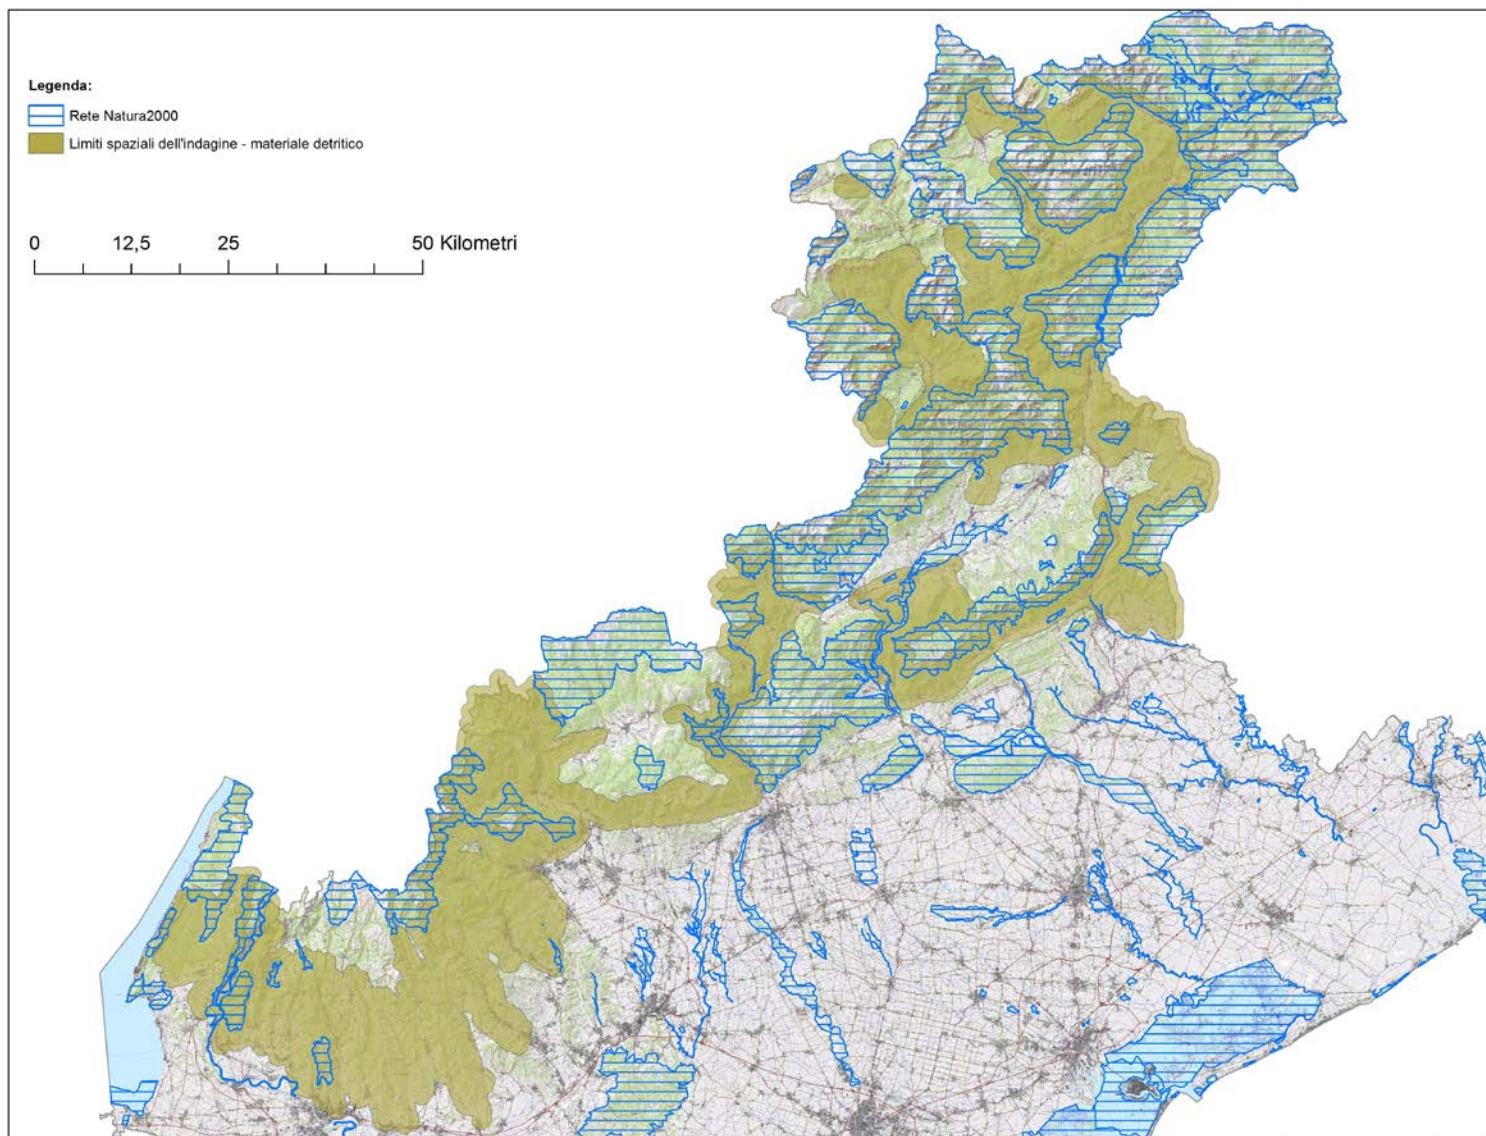 Legenda:
Rete Natura2000
Limiti spaziali dell'indagine - materiale detritico
0 12,5 25 50 Kilometri